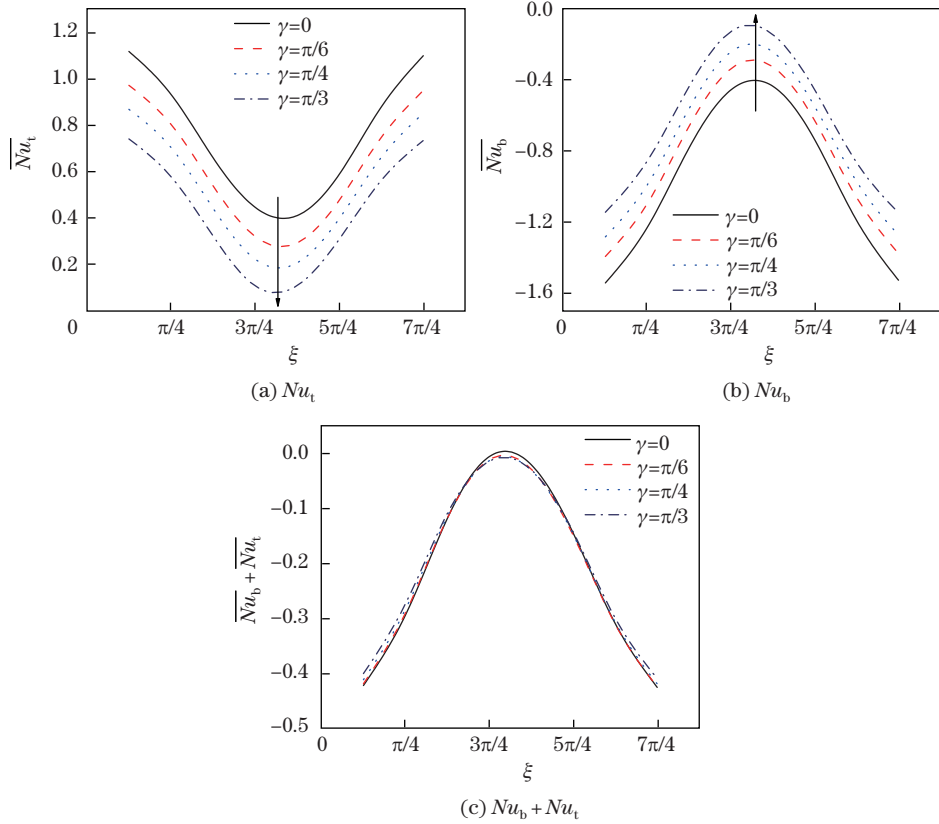 1.2
1.0
0.8
0.6
0.4
0.2
0
π/4
3π/4
5π/4
7π/4
ξ
Nu_t
γ=0
γ=π/6
γ=π/4
γ=π/3
(a) Nu_t
0.0
−0.4
−0.8
−1.2
−1.6
0
π/4
3π/4
5π/4
7π/4
ξ
Nu_b
γ=0
γ=π/6
γ=π/4
γ=π/3
(b) Nu_b
0.0
−0.1
−0.2
−0.3
−0.4
−0.5
0
π/4
3π/4
5π/4
7π/4
ξ
Nu_b + Nu_t
γ=0
γ=π/6
γ=π/4
γ=π/3
(c) Nu_b + Nu_t